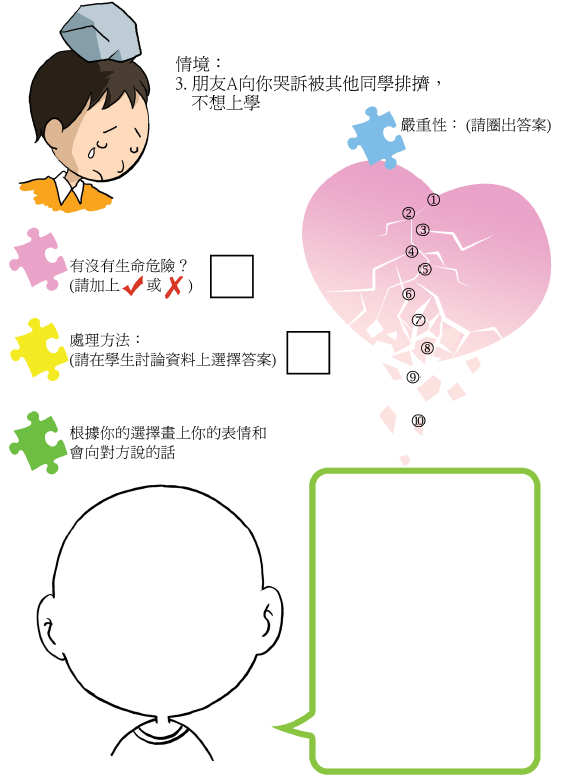 情境：
3. 朋友A向你哭訴被其他同學排擠，
不想上學
嚴重性： (請圈出答案)
①
②
③
④
⑤
⑥
⑦
⑧
⑨
⑩
有沒有生命危險？
(請加上✓或✗)
處理方法：
(請在學生討論資料上選擇答案)
根據你的選擇畫上你的表情和
會向對方說的話